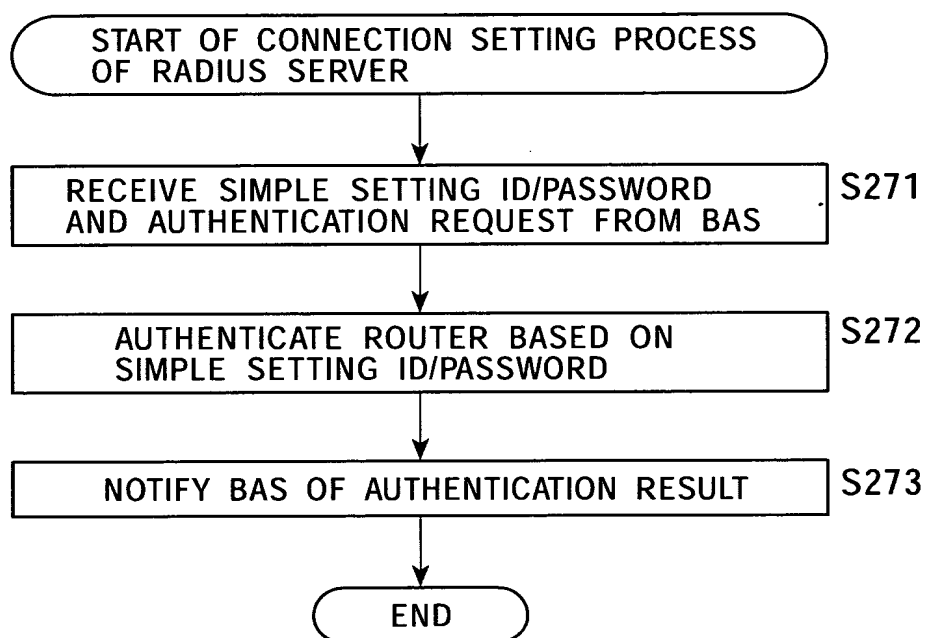 START OF CONNECTION SETTING PROCESS
OF RADIUS SERVER
RECEIVE SIMPLE SETTING ID/PASSWORD
AND AUTHENTICATION REQUEST FROM BAS
S271
AUTHENTICATE ROUTER BASED ON
SIMPLE SETTING ID/PASSWORD
S272
NOTIFY BAS OF AUTHENTICATION RESULT
S273
END